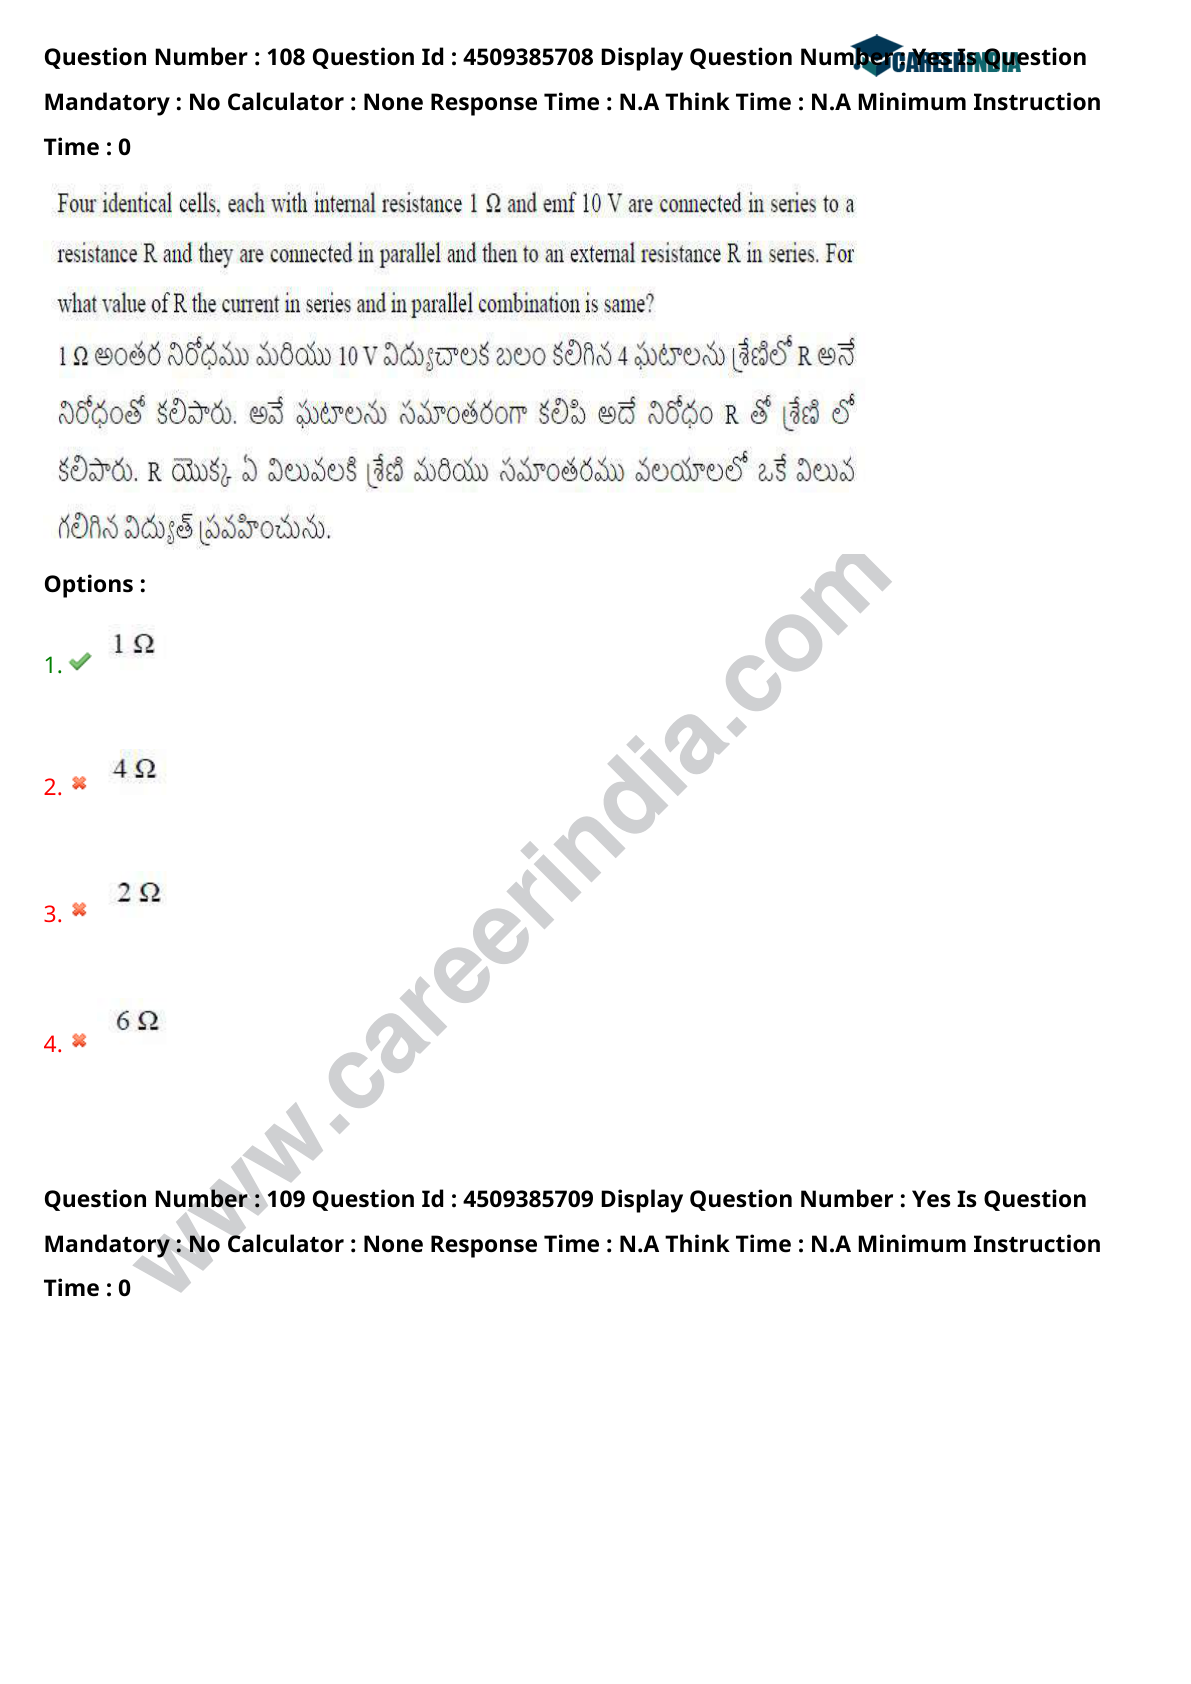 Question Number : 108 Question Id : 4509385708 Display Question Number : Yes Is Question
CAREERINDIA
Mandatory : No Calculator : None Response Time : N.A Think Time : N.A Minimum Instruction
Time : 0
Four identical cells, each with internal resistance 1 Ω and emf 10 V are connected in series to a
resistance R and they are connected in parallel and then to an external resistance R in series. For
what value of R the current in series and in parallel combination is same?
1 Ω అంతర నిరోధము మరియు 10 V విద్యుచాలక బలం కలిగిన 4 ఘటాలను శ్రేణిలో R అనే
నిరోధంతో కలిపారు. అవే ఘటాలను సమాంతరంగా కలిపి అదే నిరోధం R తో శ్రేణి లో
కలిపారు. R యొక్క ఏ విలువలకి శ్రేణి మరియు సమాంతరము వలయాలలో ఒకే విలువ
గలిగిన విద్యుత్ ప్రవహించును.
Options :
1. 1 Ω
2. 4 Ω
3. 2 Ω
4. 6 Ω
www.careerindia.com
Question Number : 109 Question Id : 4509385709 Display Question Number : Yes Is Question
Mandatory : No Calculator : None Response Time : N.A Think Time : N.A Minimum Instruction
Time : 0